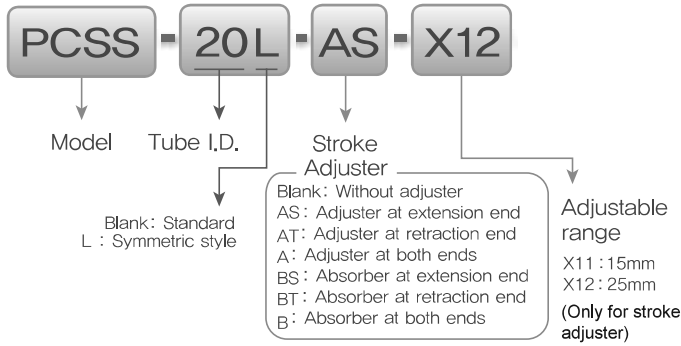 PCSS - 20L - AS - X12
Model
Tube I.D.
Blank: Standard
L : Symmetric style
Stroke
Adjuster
Blank: Without adjuster
AS: Adjuster at extension end
AT: Adjuster at retraction end
A: Adjuster at both ends
BS: Absorber at extension end
BT: Absorber at retraction end
B: Absorber at both ends
Adjustable
range
X11 : 15mm
X12 : 25mm
(Only for stroke
adjuster)